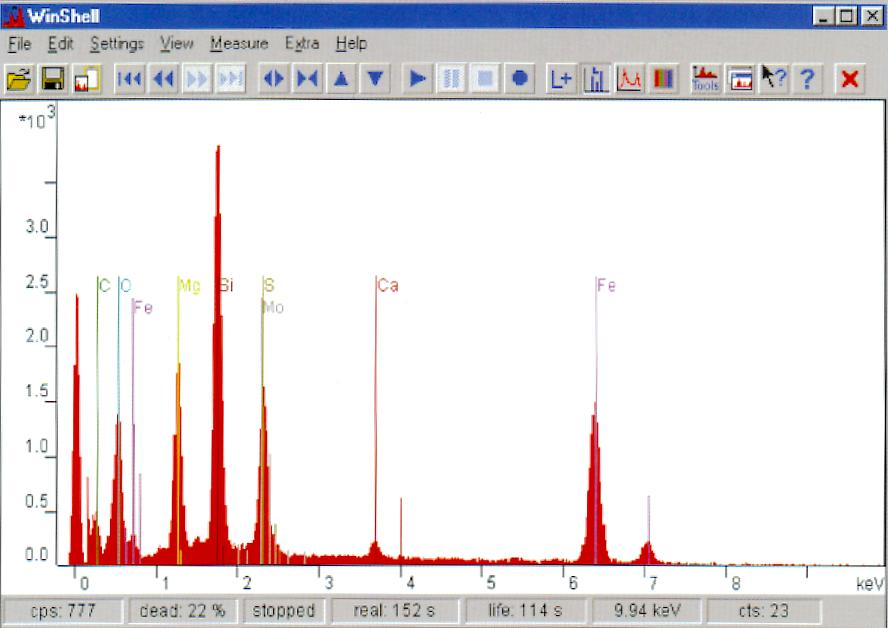 WinShell
File Edit Settings View Measure Extra Help
L+ Tools ? ?
*10³
3.0
2.5
2.0
1.5
1.0
0.5
0.0
C O Mg Si S Ca Fe
Fe Mo
0 1 2 3 4 5 6 7 8 keV
cps: 777 dead: 22 % stopped real: 152 s life: 114 s 9.94 keV cts: 23